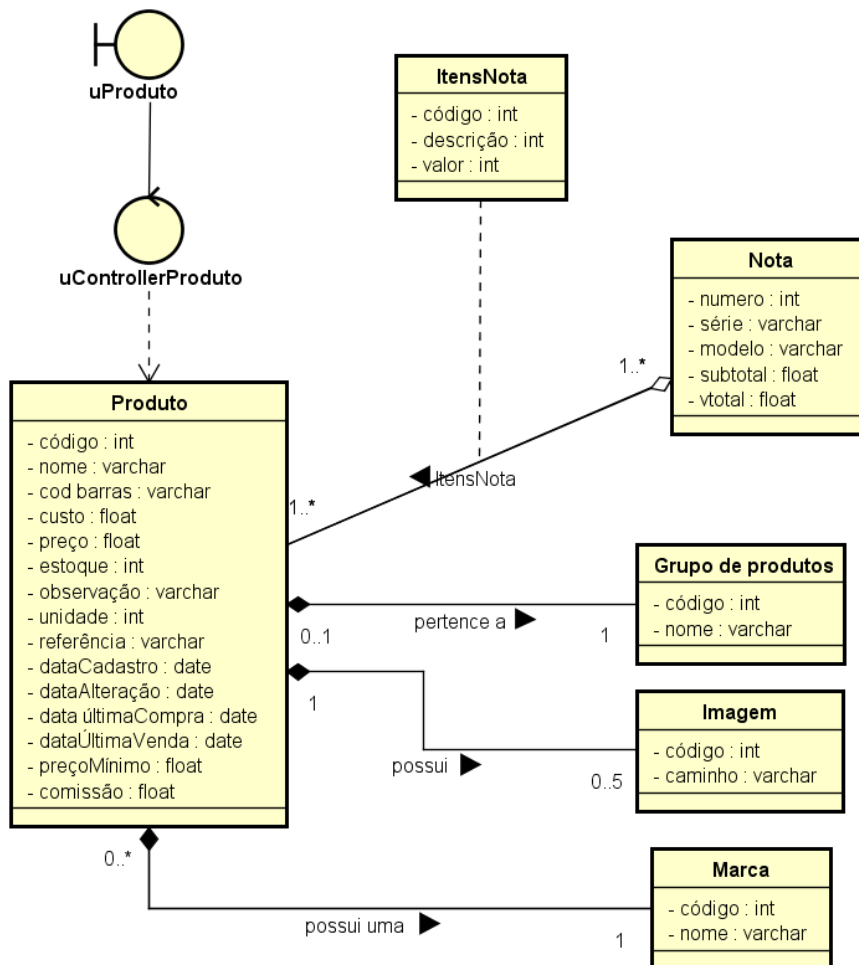 uProduto
uControllerProduto
ItensNota
- código : int
- descrição : int
- valor : int
Nota
- numero : int
- série : varchar
- modelo : varchar
- subtotal : float
- vtotal : float
1..*
ItensNota
1..*
Produto
- código : int
- nome : varchar
- cod barras : varchar
- custo : float
- preço : float
- estoque : int
- observação : varchar
- unidade : int
- referência : varchar
- dataCadastro : date
- dataAlteração : date
- data últimaCompra : date
- dataÚltimaVenda : date
- preçoMínimo : float
- comissão : float
0..1
pertence a
1
Grupo de produtos
- código : int
- nome : varchar
1
possui
0..5
Imagem
- código : int
- caminho : varchar
0..*
possui uma
1
Marca
- código : int
- nome : varchar